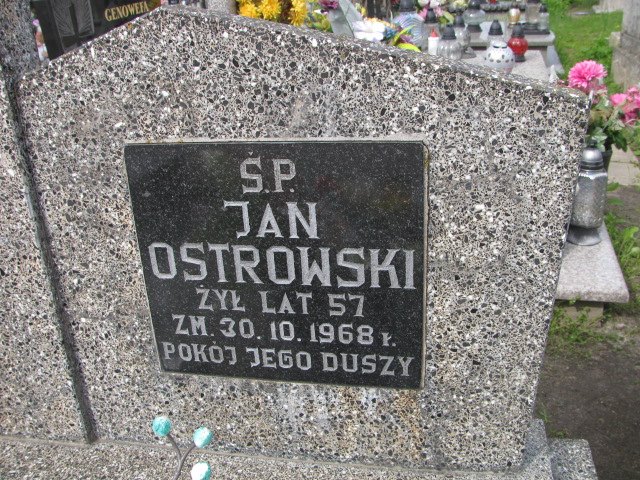 GENOWEFA
Ś.P.
JAN
OSTROWSKI
ŻYŁ LAT 57
ZM. 30.10.1968 r.
POKÓJ JEGO DUSZY